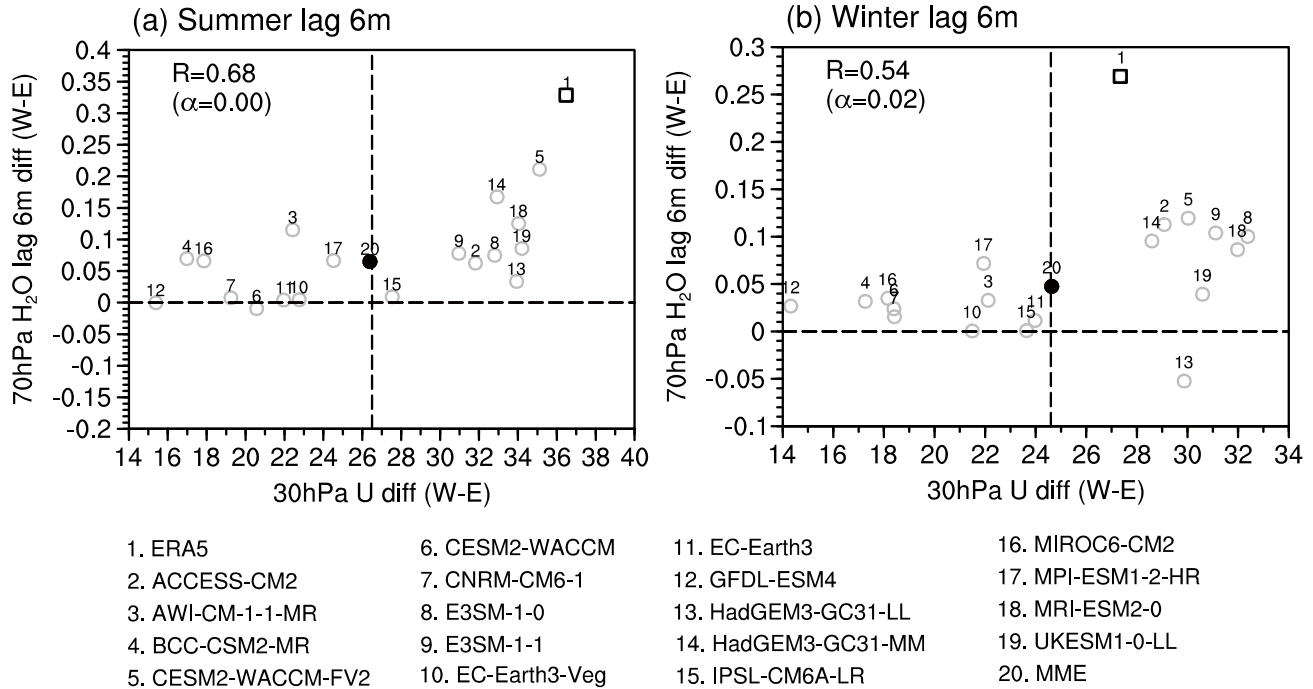 (a) Summer lag 6m
R=0.68
(α=0.00)
0.4
0.35
0.3
0.25
0.2
0.15
0.1
0.05
0
-0.05
-0.1
-0.15
-0.2
70hPa H₂O lag 6m diff (W-E)
1
5
14
18
3
19
4
16
17
20
9
2
8
13
12
7
6
11
10
15
14 16 18 20 22 24 26 28 30 32 34 36 38 40
30hPa U diff (W-E)
(b) Winter lag 6m
R=0.54
(α=0.02)
0.3
0.25
0.2
0.15
0.1
0.05
0
-0.05
-0.1
70hPa H₂O lag 6m diff (W-E)
1
2
5
14
9
8
18
17
20
19
12
4
16
6
7
3
10
15
11
13
14 16 18 20 22 24 26 28 30 32 34
30hPa U diff (W-E)
1. ERA5
2. ACCESS-CM2
3. AWI-CM-1-1-MR
4. BCC-CSM2-MR
5. CESM2-WACCM-FV2
6. CESM2-WACCM
7. CNRM-CM6-1
8. E3SM-1-0
9. E3SM-1-1
10. EC-Earth3-Veg
11. EC-Earth3
12. GFDL-ESM4
13. HadGEM3-GC31-LL
14. HadGEM3-GC31-MM
15. IPSL-CM6A-LR
16. MIROC6-CM2
17. MPI-ESM1-2-HR
18. MRI-ESM2-0
19. UKESM1-0-LL
20. MME